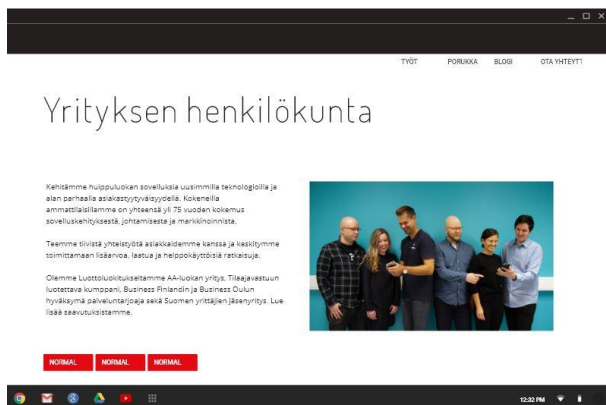 TYÖT PORUKKA BLOGI OTA YHTEYTT
Yrityksen henkilökunta
Kehitämme huippuluokan sovelluksia uusimmilla teknologioilla ja
alan parhaalla asiakastyytyväisyydellä. Kokeneilla
ammattilaisillamme on yhteensä yli 75 vuoden kokemus
sovelluskehityksestä, johtamisesta ja markkinoinnista.
Teemme tiivistä yhteistyötä asiakkaidemme kanssa ja keskitymme
toimittamaan lisäarvoa, laatua ja helppokäyttöisiä ratkaisuja.
Olemme Luottoluokitukseltamme AA-luokan yritys, Tilaajavastuun
luotettava kumppani, Business Finlandin ja Business Oulun
hyväksymä palveluntarjoaja sekä Suomen yrittäjien jäsenyritys. Lue
lisää saavutuksistamme.
NORMAL NORMAL NORMAL
12:32 PM